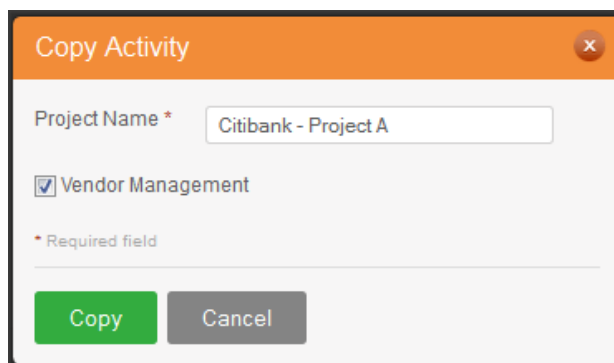 Copy Activity
x
Project Name *
Citibank - Project A
Vendor Management
* Required field
Copy
Cancel